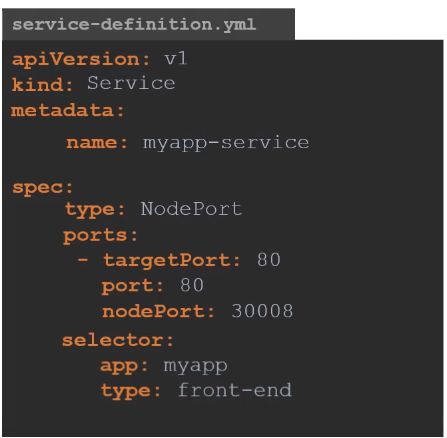 service-definition.yml
apiVersion: v1
kind: Service
metadata:
name: myapp-service
spec:
type: NodePort
ports:
- targetPort: 80
port: 80
nodePort: 30008
selector:
app: myapp
type: front-end